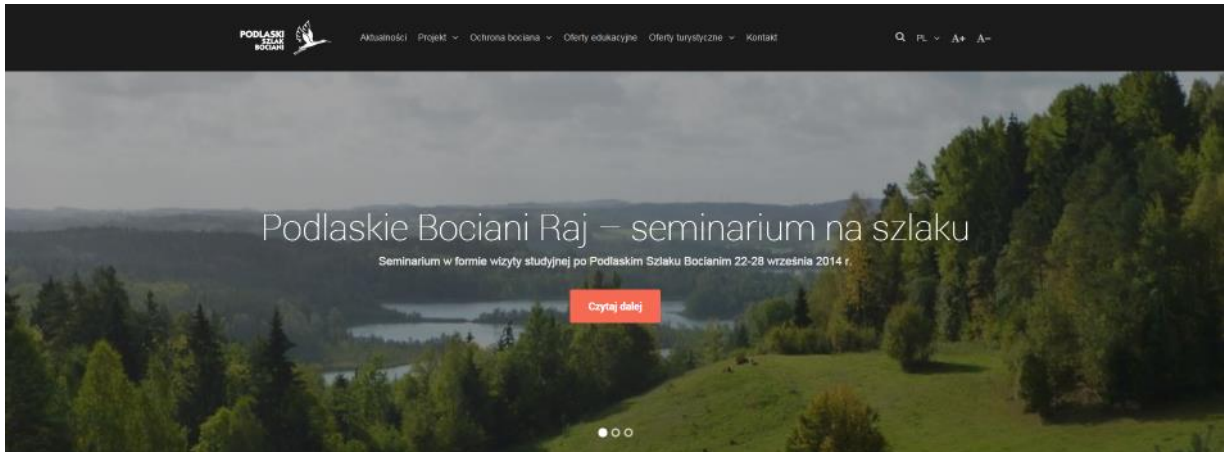 PODLASKI
SZLAK
BOCIANI
Aktualności Projekt Ochrona bociana Oferty edukacyjne Oferty turystyczne Kontakt
PL A+ A-
Podlaskie Bociani Raj – seminarium na szlaku
Seminarium w formie wizyty studyjnej po Podlaskim Szlaku Bocianim 22-28 września 2014 r.
Czytaj dalej